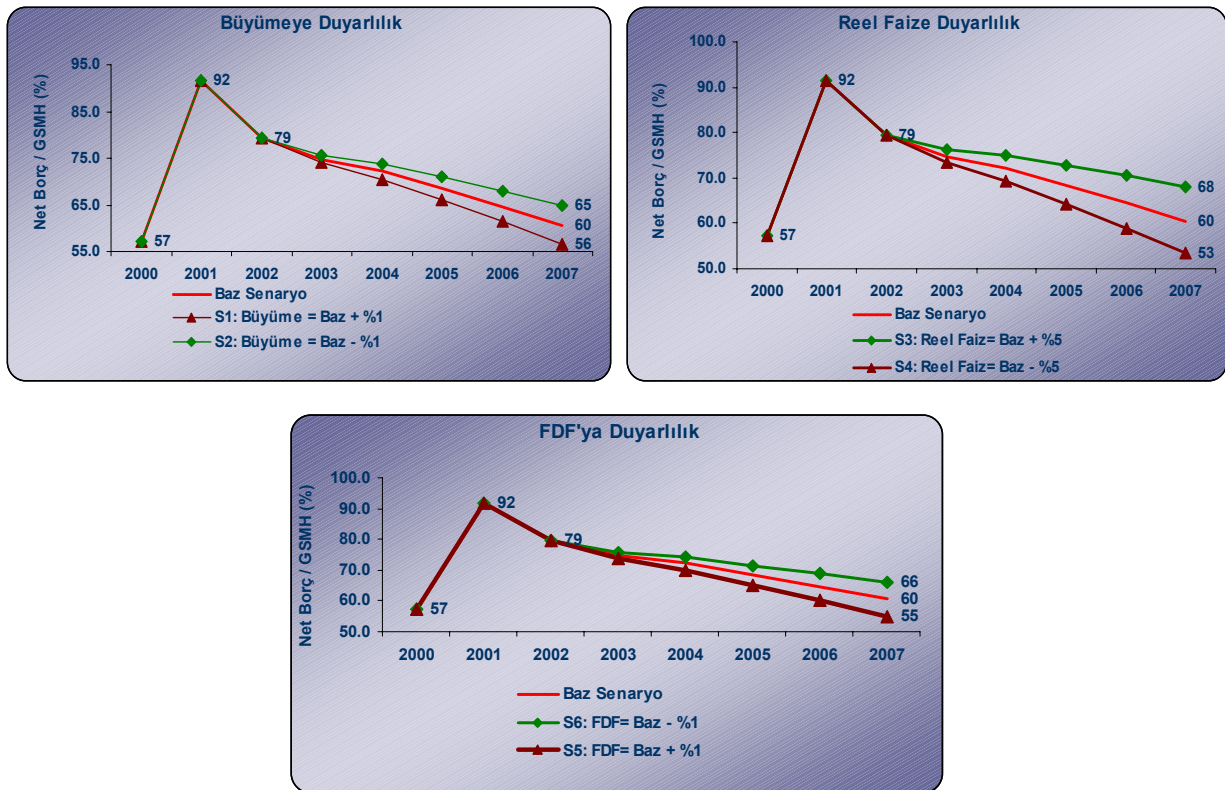 Büyümeye Duyarlılık
Net Borç / GSMH (%)
95.0
85.0
75.0
65.0
55.0
57
92
79
65
60
56
2000 2001 2002 2003 2004 2005 2006 2007
Baz Senaryo
S1: Büyüme = Baz + %1
S2: Büyüme = Baz - %1
Reel Faize Duyarlılık
Net Borç / GSMH (%)
100.0
90.0
80.0
70.0
60.0
50.0
57
92
79
68
60
53
2000 2001 2002 2003 2004 2005 2006 2007
Baz Senaryo
S3: Reel Faiz= Baz + %5
S4: Reel Faiz= Baz - %5
FDF'ya Duyarlılık
Net Borç / GSMH (%)
100.0
90.0
80.0
70.0
60.0
50.0
57
92
79
66
60
55
2000 2001 2002 2003 2004 2005 2006 2007
Baz Senaryo
S6: FDF= Baz - %1
S5: FDF= Baz + %1